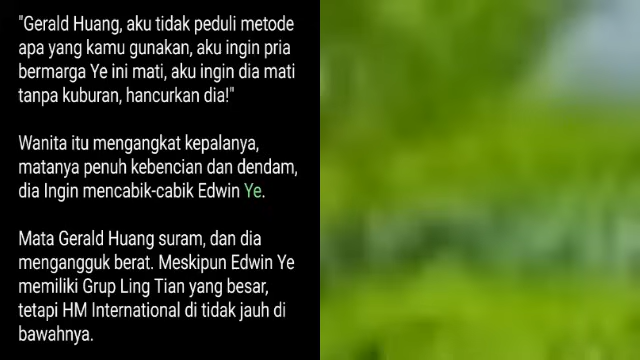 "Gerald Huang, aku tidak peduli metode
apa yang kamu gunakan, aku ingin pria
bermarga Ye ini mati, aku ingin dia mati
tanpa kuburan, hancurkan dia!"
Wanita itu mengangkat kepalanya,
matanya penuh kebencian dan dendam,
dia Ingin mencabik-cabik Edwin Ye.
Mata Gerald Huang suram, dan dia
mengangguk berat. Meskipun Edwin Ye
memiliki Grup Ling Tian yang besar,
tetapi HM International di tidak jauh di
bawahnya.